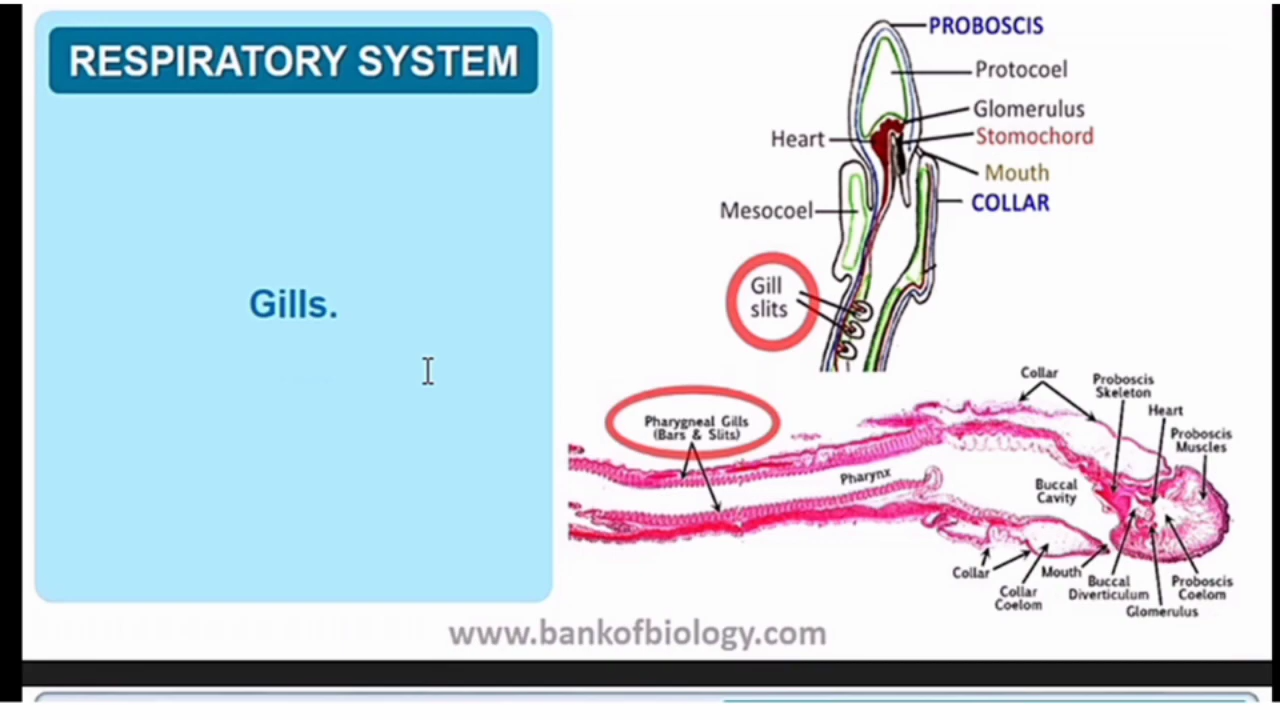 RESPIRATORY SYSTEM
Gills.
PROBOSCIS
Protocoel
Glomerulus
Heart
Stomochord
Mouth
Mesocoel
COLLAR
Gill
slits
Collar
Proboscis
Skeleton
Heart
Proboscis
Muscles
Pharygneal Gills
(Bars & Slits)
Pharynx
Buccal
Cavity
Collar
Collar
Coelom
Mouth
Buccal
Diverticulum
Glomerulus
Proboscis
Coelom
www.bankofbiology.com